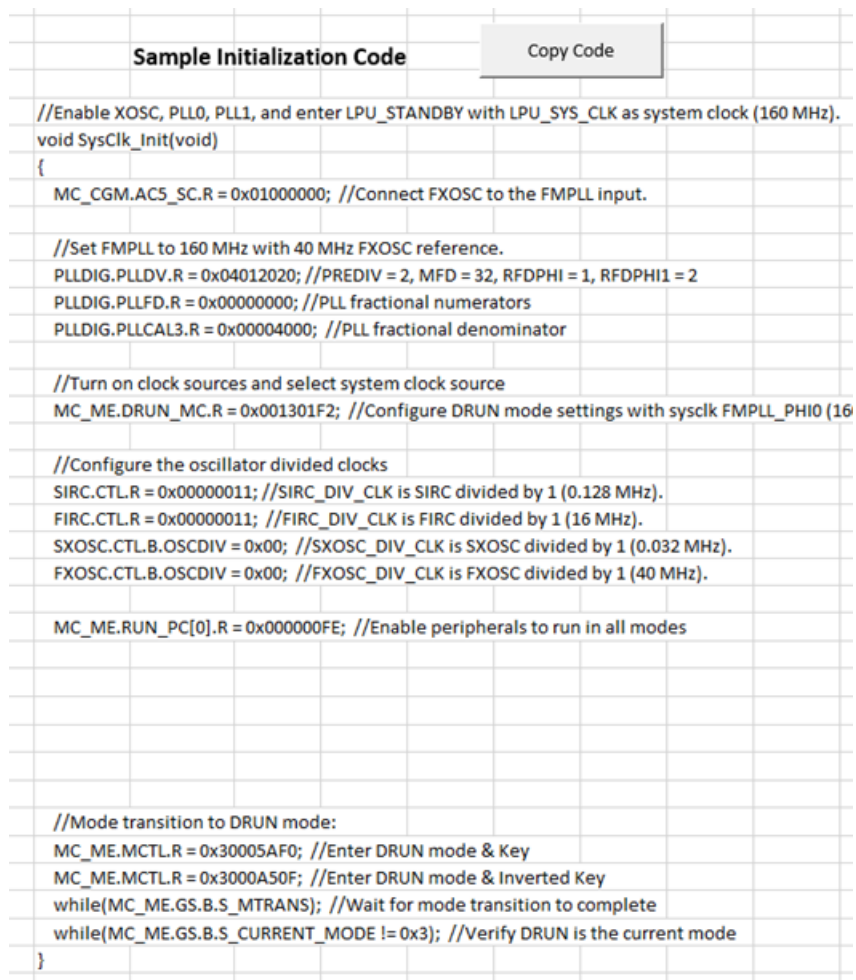 Sample Initialization Code
Copy Code
//Enable XOSC, PLL0, PLL1, and enter LPU_STANDBY with LPU_SYS_CLK as system clock (160 MHz).
void SysClk_Init(void)
{
MC_CGM.AC5_SC.R = 0x01000000; //Connect FXOSC to the FMPLL input.
//Set FMPLL to 160 MHz with 40 MHz FXOSC reference.
PLLDIG.PLLDV.R = 0x04012020; //PREDIV = 2, MFD = 32, RFDPHI = 1, RFDPHI1 = 2
PLLDIG.PLLFD.R = 0x00000000; //PLL fractional numerators
PLLDIG.PLLCAL3.R = 0x00004000; //PLL fractional denominator
//Turn on clock sources and select system clock source
MC_ME.DRUN_MC.R = 0x001301F2; //Configure DRUN mode settings with sysclk FMPLL_PHI0 (16
//Configure the oscillator divided clocks
SIRC.CTL.R = 0x00000011; //SIRC_DIV_CLK is SIRC divided by 1 (0.128 MHz).
FIRC.CTL.R = 0x00000011; //FIRC_DIV_CLK is FIRC divided by 1 (16 MHz).
SXOSC.CTL.B.OSCDIV = 0x00; //SXOSC_DIV_CLK is SXOSC divided by 1 (0.032 MHz).
FXOSC.CTL.B.OSCDIV = 0x00; //FXOSC_DIV_CLK is FXOSC divided by 1 (40 MHz).
MC_ME.RUN_PC[0].R = 0x000000FE; //Enable peripherals to run in all modes
//Mode transition to DRUN mode:
MC_ME.MCTL.R = 0x30005AF0; //Enter DRUN mode & Key
MC_ME.MCTL.R = 0x3000A50F; //Enter DRUN mode & Inverted Key
while(MC_ME.GS.B.S_MTRANS); //Wait for mode transition to complete
while(MC_ME.GS.B.S_CURRENT_MODE != 0x3); //Verify DRUN is the current mode
}